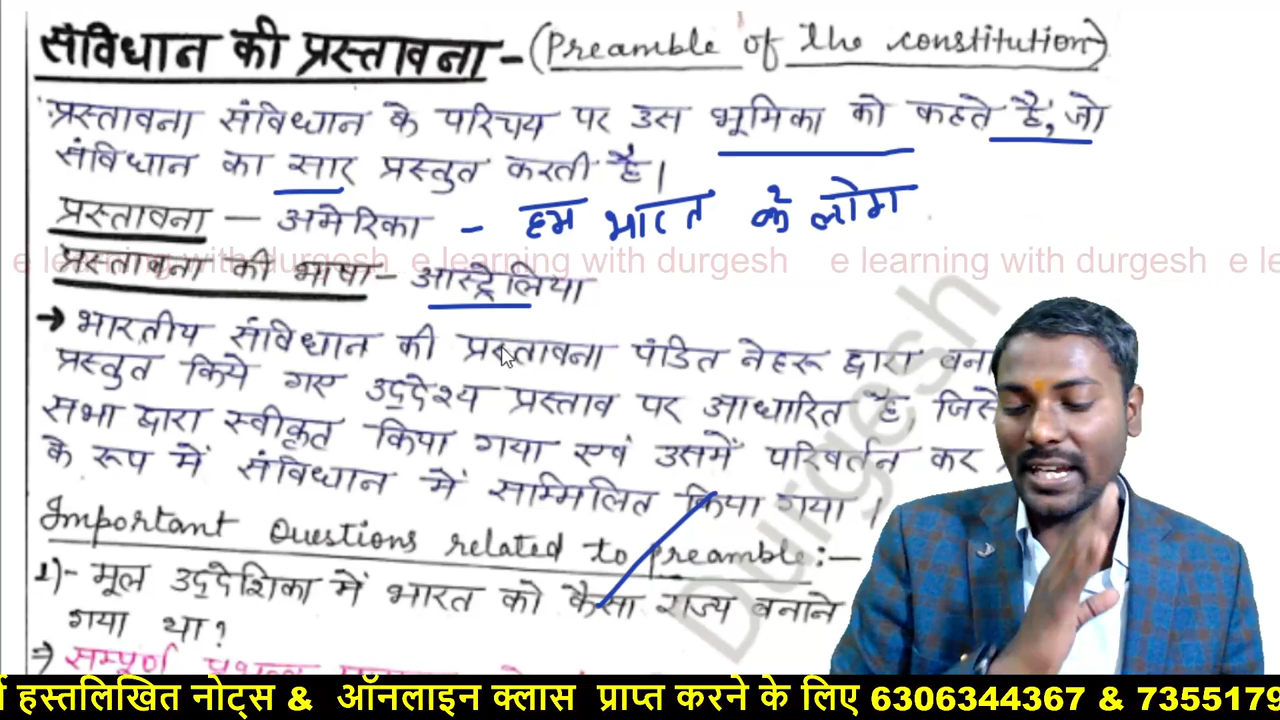 संविधान की प्रस्तावना - (Preamble of the constitution)
प्रस्तावना संविधान के परिचय पर उस भूमिका को कहते है, जो
संविधान का सार प्रस्तुत करती है।
प्रस्तावना - अमेरिका - हम भारत के लोग
e learning with durgesh e learning with durgesh e learning with durgesh e le
प्रस्तावना की भाषा - आस्ट्रेलिया
→ भारतीय संविधान की प्रस्तावना पंडित नेहरू द्वारा
प्रस्तुत किये गए उद्देश्य प्रस्ताव पर आधारित है,
सभा द्वारा स्वीकृत किया गया एवं उसमें परिवर्तन कर
के रूप में संविधान में सम्मिलित किया गया।
Durgesh
Important Questions related to preamble:-
1)- मूल उद्देशिका में भारत को कैसा राज्य बनाने
गया था?
⇒ सम्पूर्ण
हस्तलिखित नोट्स & ऑनलाइन क्लास प्राप्त करने के लिए 6306344367 & 7355179